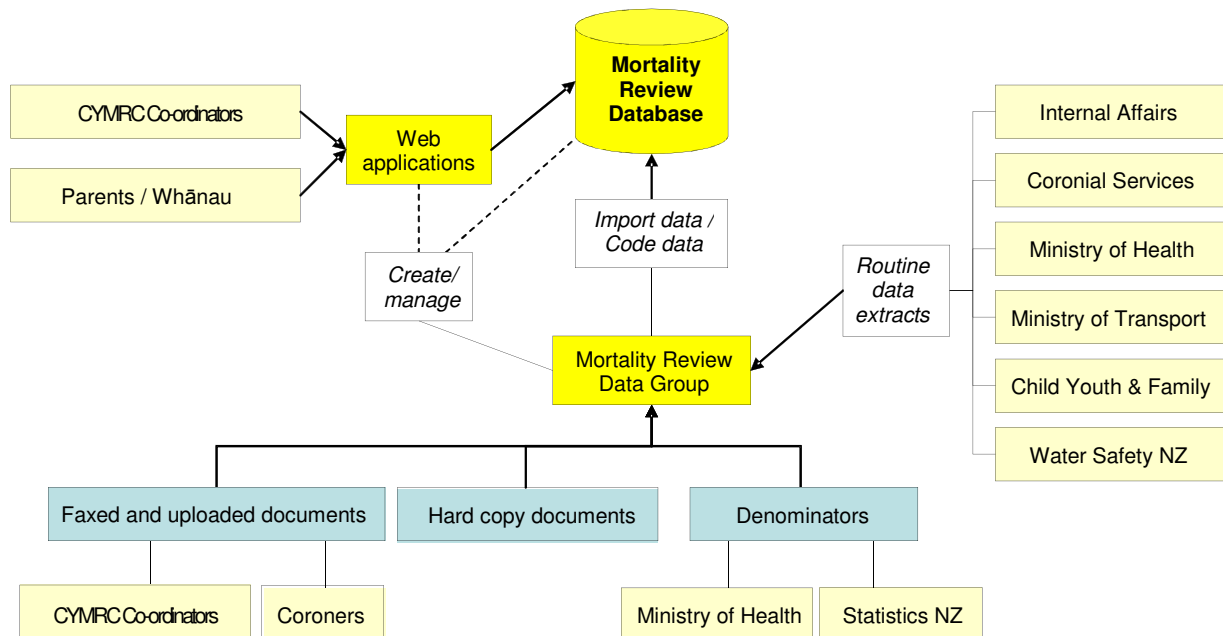 Mortality
Review
Database
CYMRC Co-ordinators
Parents / Whānau
Web
applications
Create/
manage
Import data /
Code data
Routine
data
extracts
Internal Affairs
Coronial Services
Ministry of Health
Ministry of Transport
Child Youth & Family
Water Safety NZ
Mortality Review
Data Group
Faxed and uploaded documents
Hard copy documents
Denominators
CYMRC Co-ordinators
Coroners
Ministry of Health
Statistics NZ